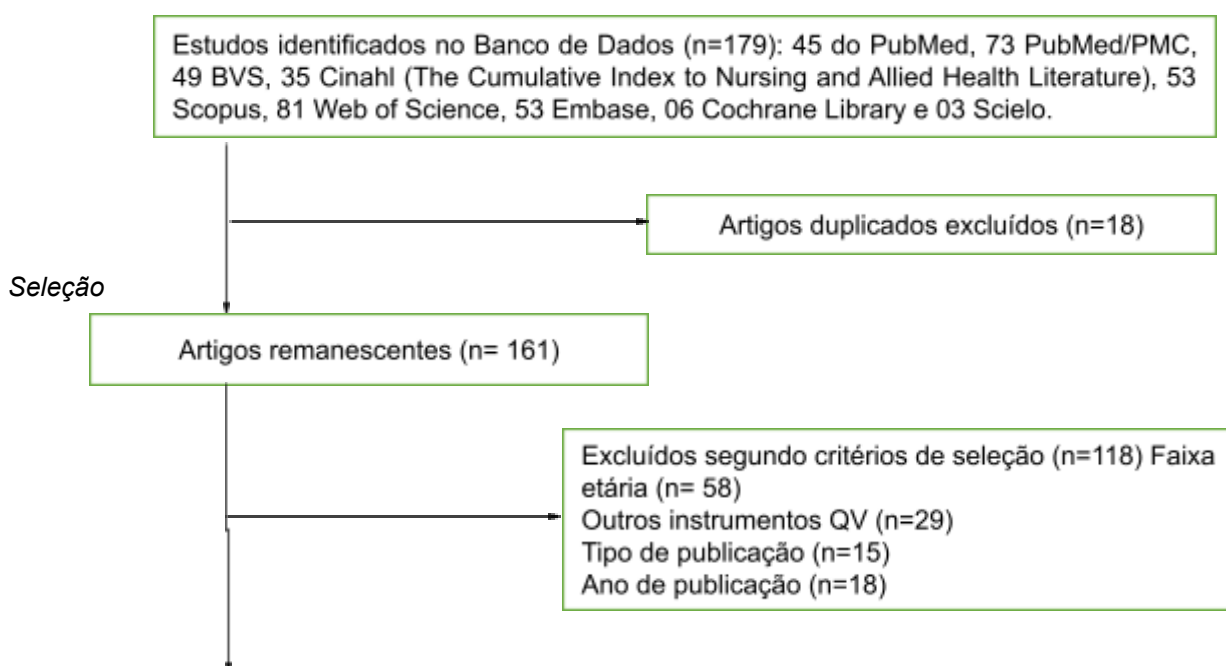 Estudos identificados no Banco de Dados (n=179): 45 do PubMed, 73 PubMed/PMC,
49 BVS, 35 Cinahl (The Cumulative Index to Nursing and Allied Health Literature), 53
Scopus, 81 Web of Science, 53 Embase, 06 Cochrane Library e 03 Scielo.
Artigos duplicados excluídos (n=18)
Seleção
Artigos remanescentes (n= 161)
Excluídos segundo critérios de seleção (n=118) Faixa
etária (n= 58)
Outros instrumentos QV (n=29)
Tipo de publicação (n=15)
Ano de publicação (n=18)